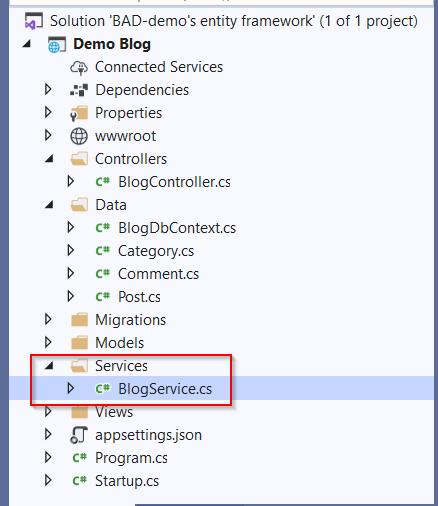 Solution 'BAD-demo's entity framework' (1 of 1 project)
Demo Blog
Connected Services
Dependencies
Properties
wwwroot
Controllers
C# BlogController.cs
Data
C# BlogDbContext.cs
C# Category.cs
C# Comment.cs
C# Post.cs
Migrations
Models
Services
C# BlogService.cs
Views
appsettings.json
C# Program.cs
C# Startup.cs